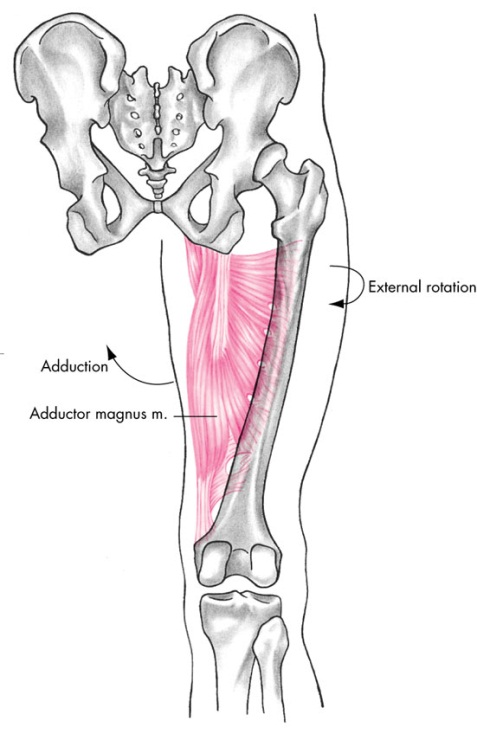 External rotation
Adduction
Adductor magnus m.